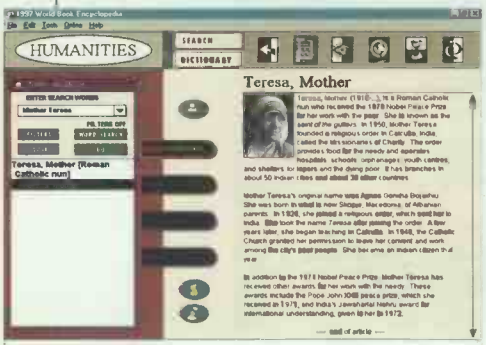 1997 World Book Encyclopedia
File Edit Tools Online Help
HUMANITIES
SEARCH
DICTIONARY
ENTER SEARCH WORDS
Mother Teresa
FILTERS OFF
FILTERS
WORD SEARCH
GO
Teresa, Mother [Roman
Catholic nun]
Teresa, Mother
Teresa, Mother (1910-...), is a Roman Catholic
nun who received the 1979 Nobel Peace Prize
for her work with the poor. She is known as the
saint of the gutters. In 1950, Mother Teresa
founded a religious order in Calcutta, India,
called the Missionaries of Charity. The order
provides food for the needy and operates
hospitals, schools, orphanages, youth centres,
and shelters for lepers and the dying poor. It has branches in
about 50 Indian cities and about 30 other countries.
Mother Teresa's original name was Agnes Gonxha Bojaxhiu.
She was born in what is now Skopje, Macedonia, of Albanian
parents. In 1928, she joined a religious order, which sent her to
India. She took the name Teresa after joining the order. A few
years later, she began teaching in Calcutta. In 1948, the Catholic
Church granted her permission to leave her convent and work
among the city's poor people. She became an Indian citizen that
year.
In addition to the 1979 Nobel Peace Prize, Mother Teresa has
received other awards for her work with the needy. These
awards include the Pope John XXIII peace prize, which she
received in 1971, and India's Jawaharlal Nehru award for
international understanding, given to her in 1972.
--- end of article ---